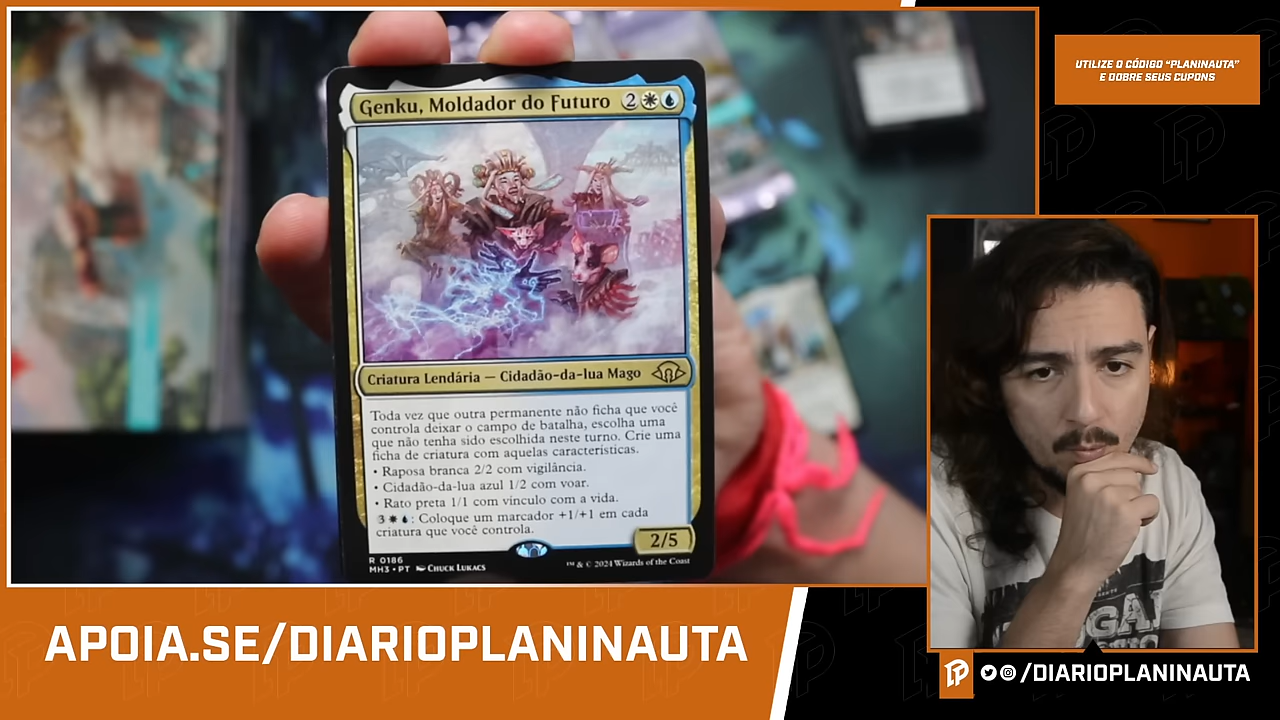 UTILIZE O CÓDIGO “PLANINAUTA”
E DOBRE SEUS CUPONS
Genku, Moldador do Futuro 2
Criatura Lendária — Cidadão-da-lua Mago
Toda vez que outra permanente não ficha que você
controla deixar o campo de batalha, escolha uma
que não tenha sido escolhida neste turno. Crie uma
ficha de criatura com aquelas características.
• Raposa branca 2/2 com vigilância.
• Cidadão-da-lua azul 1/2 com voar.
• Rato preta 1/1 com vínculo com a vida.
3: Coloque um marcador +1/+1 em cada
criatura que você controla.
2/5
R 0186
MH3 • PT Chuck Lukacs
™ & © 2024 Wizards of the Coast
APOIA.SE/DIARIOPLANINAUTA
/DIARIOPLANINAUTA